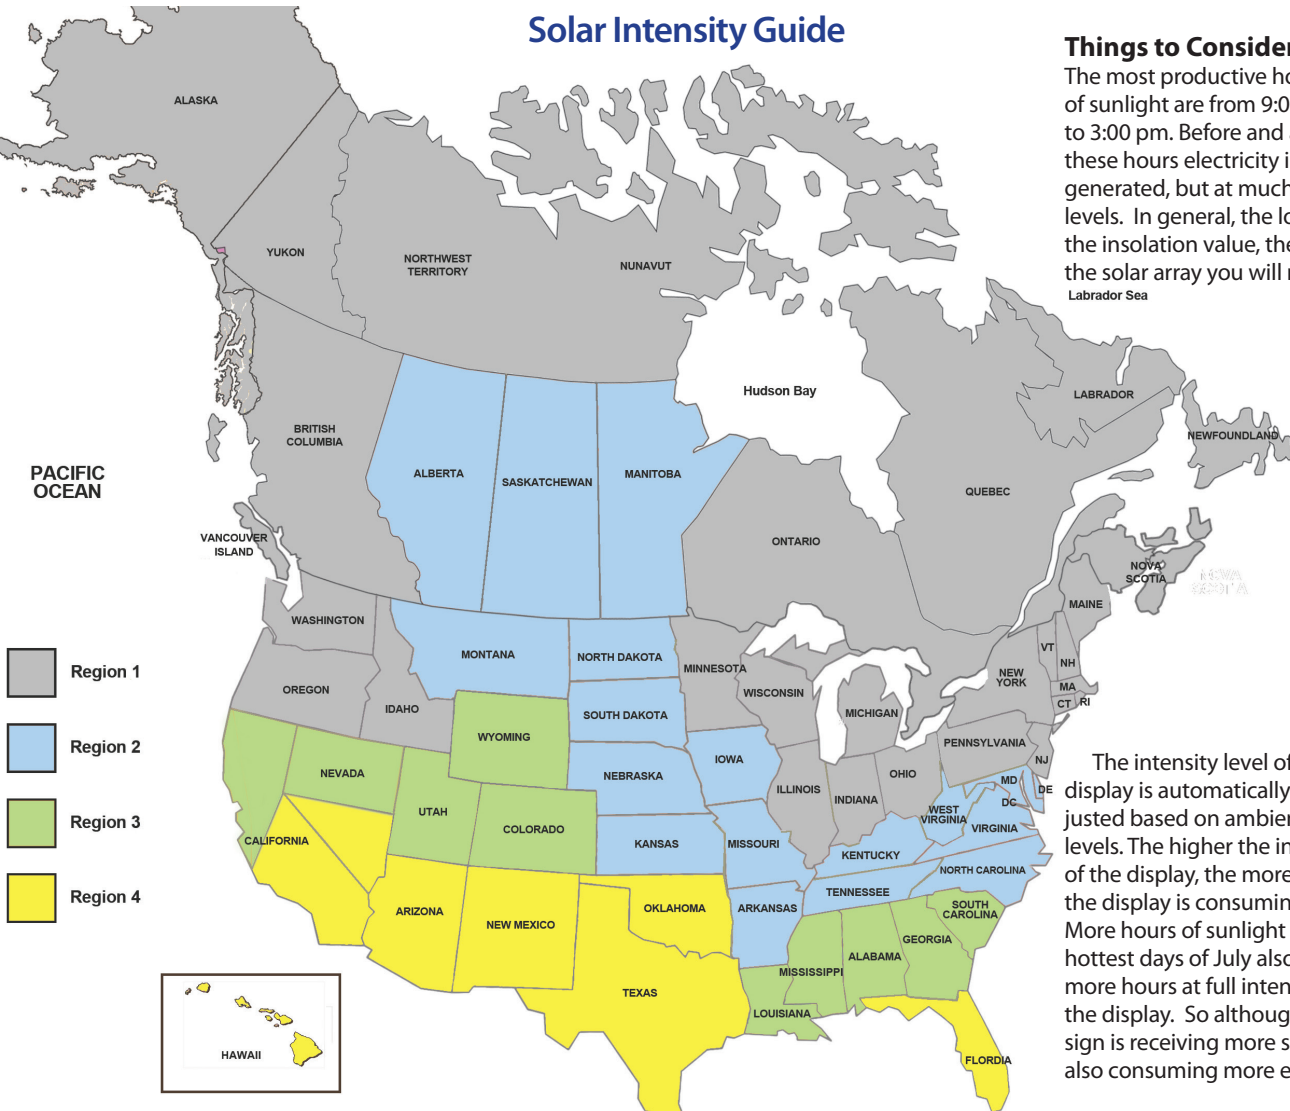 Solar Intensity Guide
Things to Consider
The most productive ho
of sunlight are from 9:0
to 3:00 pm. Before and
these hours electricity i
generated, but at much
levels. In general, the lo
the insolation value, the
the solar array you will
Labrador Sea
ALASKA
YUKON
NORTHWEST
TERRITORY
NUNAVUT
Hudson Bay
LABRADOR
NEWFOUNDLAND
BRITISH
COLUMBIA
ALBERTA
SASKATCHEWAN
MANITOBA
QUEBEC
ONTARIO
PACIFIC
OCEAN
VANCOUVER
ISLAND
NOVA
SCOTIA
NOVA
SCOTIA
MAINE
WASHINGTON
MONTANA
NORTH DAKOTA
MINNESOTA
VT
NH
NEW
YORK
MA
CT
RI
OREGON
IDAHO
SOUTH DAKOTA
WISCONSIN
MICHIGAN
Region 1
Region 2
Region 3
Region 4
WYOMING
NEVADA
UTAH
COLORADO
NEBRASKA
IOWA
ILLINOIS
INDIANA
OHIO
PENNSYLVANIA
NJ
MD
DE
DC
WEST
VIRGINIA
VIRGINIA
CALIFORNIA
KANSAS
MISSOURI
KENTUCKY
NORTH CAROLINA
TENNESSEE
ARIZONA
NEW MEXICO
OKLAHOMA
ARKANSAS
SOUTH
CAROLINA
GEORGIA
ALABAMA
MISSISSIPPI
TEXAS
LOUISIANA
FLORDIA
HAWAII
The intensity level of
display is automatically
justed based on ambien
levels. The higher the in
of the display, the more
the display is consumin
More hours of sunlight
hottest days of July also
more hours at full inten
the display. So althoug
sign is receiving more s
also consuming more e